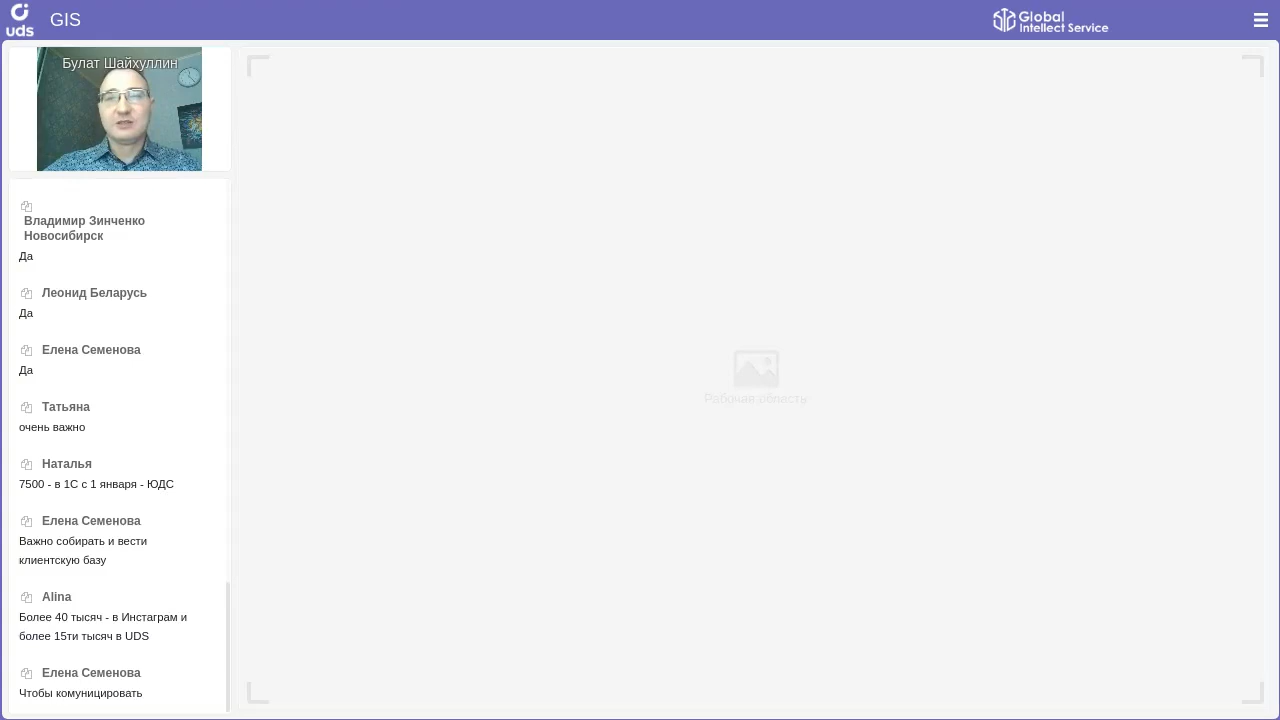 uds
GIS
Global
Intellect Service
Булат Шайхуллин
Владимир Зинченко
Новосибирск
Да
Леонид Беларусь
Да
Елена Семенова
Да
Татьяна
очень важно
Наталья
7500 - в 1С с 1 января - ЮДС
Елена Семенова
Важно собирать и вести
клиентскую базу
Alina
Более 40 тысяч - в Инстаграм и
более 15ти тысяч в UDS
Елена Семенова
Чтобы комуницировать
Рабочая область